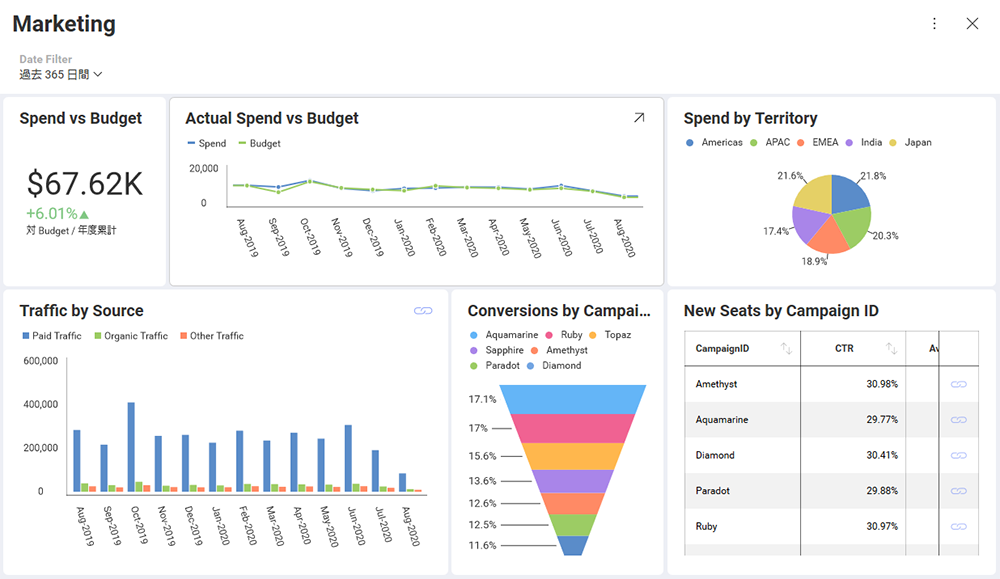 Marketing
Date Filter
過去 365 日間
Spend vs Budget
$67.62K
+6.01%▲
対 Budget / 年度累計
Actual Spend vs Budget
Spend Budget
20,000
0
Aug-2019 Sep-2019 Oct-2019 Nov-2019 Dec-2019 Jan-2020 Feb-2020 Mar-2020 Apr-2020 May-2020 Jun-2020 Jul-2020 Aug-2020
Spend by Territory
Americas APAC EMEA India Japan
21.6% 21.8%
17.4% 20.3%
18.9%
Traffic by Source
Paid Traffic Organic Traffic Other Traffic
600,000
400,000
200,000
0
Aug-2019 Sep-2019 Oct-2019 Nov-2019 Dec-2019 Jan-2020 Feb-2020 Mar-2020 Apr-2020 May-2020 Jun-2020 Jul-2020 Aug-2020
Conversions by Campai...
Aquamarine Ruby Topaz
Sapphire Amethyst
Paradot Diamond
17.1%
17%
15.6%
13.6%
12.6%
12.5%
11.6%
New Seats by Campaign ID
CampaignID CTR
Amethyst 30.98%
Aquamarine 29.77%
Diamond 30.41%
Paradot 29.88%
Ruby 30.97%